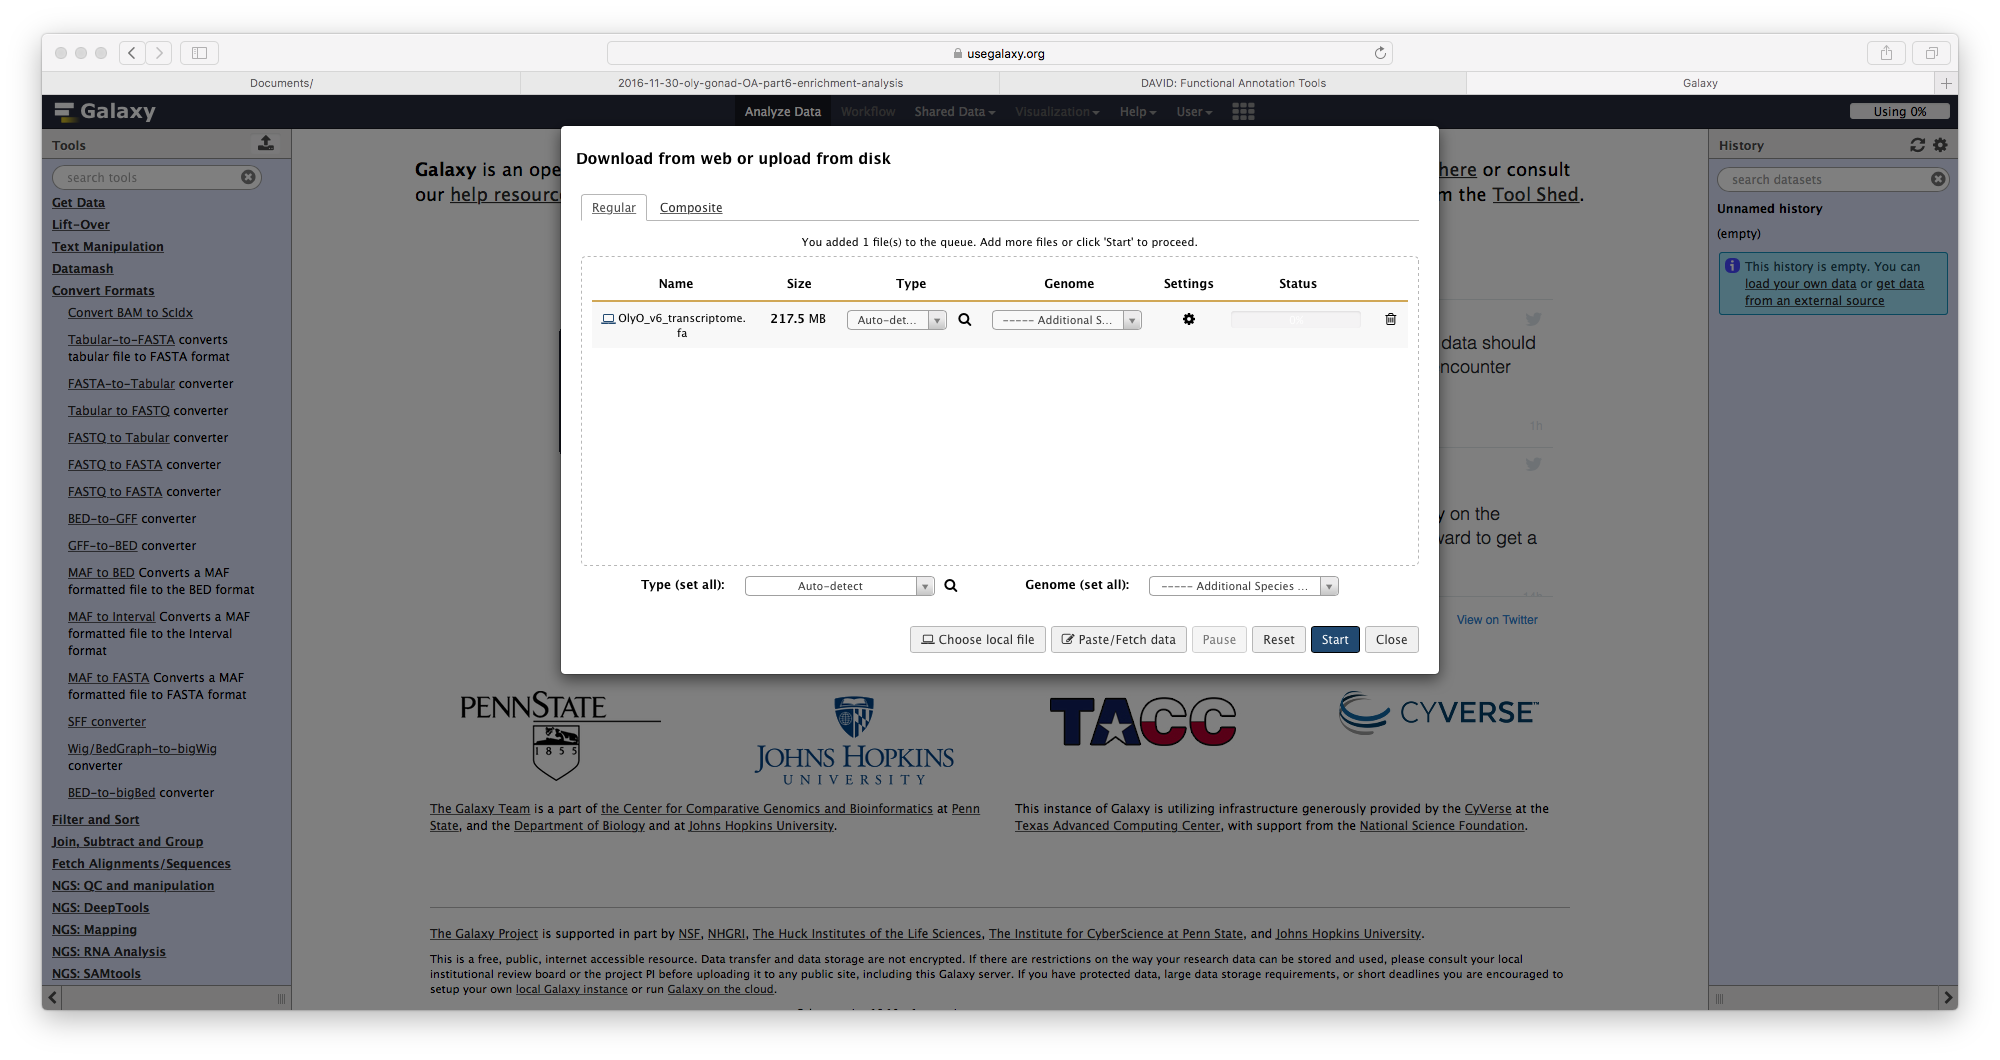 usegalaxy.org
Documents/
2016-11-30-oly-gonad-OA-part6-enrichment-analysis
DAVID: Functional Annotation Tools
Galaxy
Galaxy
Analyze Data
Workflow
Shared Data
Visualization
Help
User
Using 0%
Tools
search tools
Get Data
Lift-Over
Text Manipulation
Datamash
Convert Formats
Convert BAM to ScIdx
Tabular-to-FASTA converts
tabular file to FASTA format
FASTA-to-Tabular converter
Tabular to FASTQ converter
FASTQ to Tabular converter
FASTQ to FASTA converter
FASTQ to FASTA converter
BED-to-GFF converter
GFF-to-BED converter
MAF to BED Converts a MAF
formatted file to the BED format
MAF to Interval Converts a MAF
formatted file to the Interval
format
MAF to FASTA Converts a MAF
formatted file to FASTA format
SFF converter
Wig/BedGraph-to-bigWig
converter
BED-to-bigBed converter
Filter and Sort
Join, Subtract and Group
Fetch Alignments/Sequences
NGS: QC and manipulation
NGS: DeepTools
NGS: Mapping
NGS: RNA Analysis
NGS: SAMtools
Galaxy is an ope
our help resourc
here or consult
m the Tool Shed.
Download from web or upload from disk
Regular
Composite
You added 1 file(s) to the queue. Add more files or click 'Start' to proceed.
Name Size Type Genome Settings Status
OlyO_v6_transcriptome.
fa
217.5 MB
Auto-det...
----- Additional S...
0%
Type (set all):
Auto-detect
Genome (set all):
----- Additional Species ...
Choose local file
Paste/Fetch data
Pause
Reset
Start
Close
data should
ncounter
1h
y on the
vard to get a
View on Twitter
PENNSTATE
1855
JOHNS HOPKINS
UNIVERSITY
TACC
CYVERSE™
The Galaxy Team is a part of the Center for Comparative Genomics and Bioinformatics at Penn
State, and the Department of Biology and at Johns Hopkins University.
This instance of Galaxy is utilizing infrastructure generously provided by the CyVerse at the
Texas Advanced Computing Center, with support from the National Science Foundation.
The Galaxy Project is supported in part by NSF, NHGRI, The Huck Institutes of the Life Sciences, The Institute for CyberScience at Penn State, and Johns Hopkins University.
This is a free, public, internet accessible resource. Data transfer and data storage are not encrypted. If there are restrictions on the way your research data can be stored and used, please consult your local
institutional review board or the project PI before uploading it to any public site, including this Galaxy server. If you have protected data, large data storage requirements, or short deadlines you are encouraged to
setup your own local Galaxy instance or run Galaxy on the cloud.
History
search datasets
Unnamed history
(empty)
This history is empty. You can
load your own data or get data
from an external source